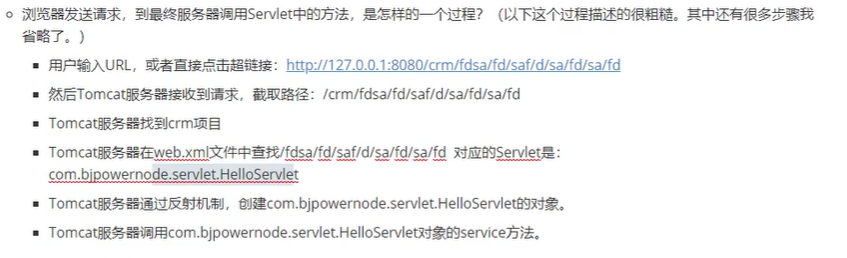 浏览器发送请求，到最终服务器调用Servlet中的方法，是怎样的一个过程？（以下这个过程描述的很粗糙。其中还有很多步骤我
省略了。）
用户输入URL，或者直接点击超链接：http://127.0.0.1:8080/crm/fdsa/fd/saf/d/sa/fd/sa/fd
然后Tomcat服务器接收到请求，截取路径：/crm/fdsa/fd/saf/d/sa/fd/sa/fd
Tomcat服务器找到crm项目
Tomcat服务器在web.xml文件中查找/fdsa/fd/saf/d/sa/fd/sa/fd 对应的Servlet是：
com.bjpowernode.servlet.HelloServlet
Tomcat服务器通过反射机制，创建com.bjpowernode.servlet.HelloServlet的对象。
Tomcat服务器调用com.bjpowernode.servlet.HelloServlet对象的service方法。